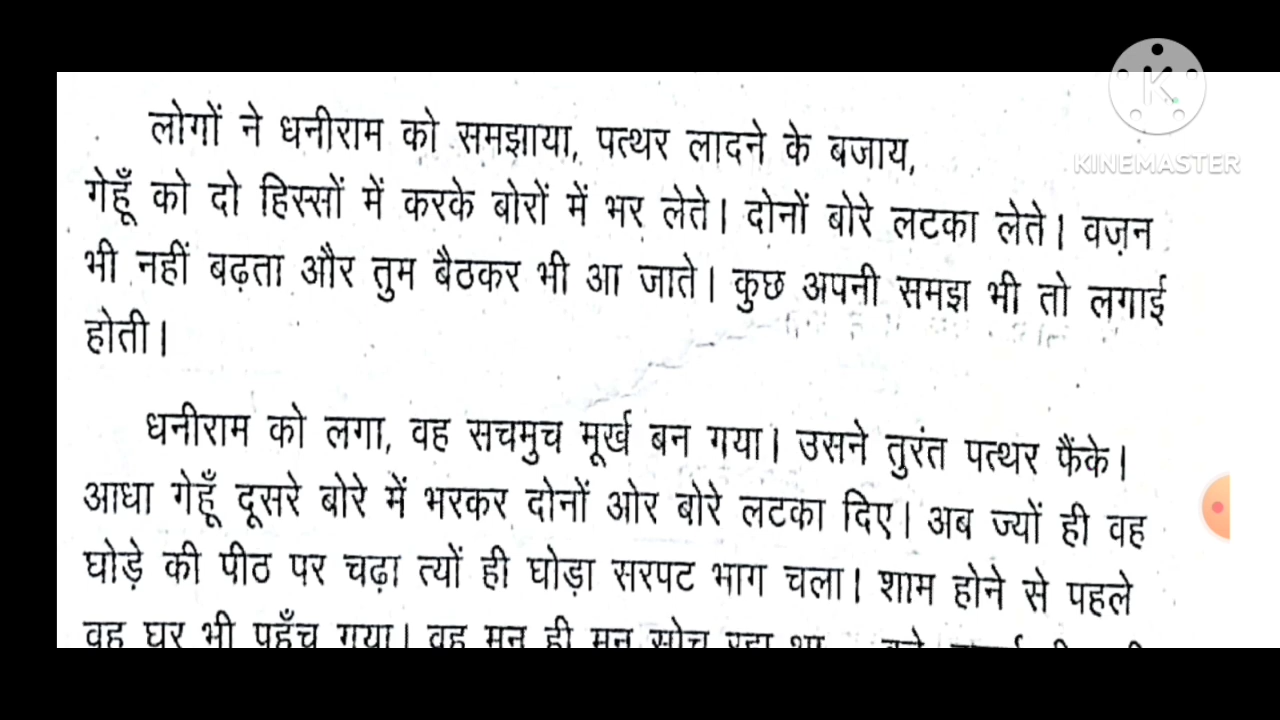 लोगों ने धनीराम को समझाया, पत्थर लादने के बजाय,
गेहूँ को दो हिस्सों में करके बोरों में भर लेते। दोनों बोरे लटका लेते। वज़न
भी नहीं बढ़ता और तुम बैठकर भी आ जाते। कुछ अपनी समझ भी तो लगाई
होती।
धनीराम को लगा, वह सचमुच मूर्ख बन गया। उसने तुरंत पत्थर फैंके।
आधा गेहूँ दूसरे बोरे में भरकर दोनों ओर बोरे लटका दिए। अब ज्यों ही वह
घोड़े की पीठ पर चढ़ा त्यों ही घोड़ा सरपट भाग चला। शाम होने से पहले
वह घर भी पहुँच गया। वह मन ही मन सोच रहा था
KINEMASTER